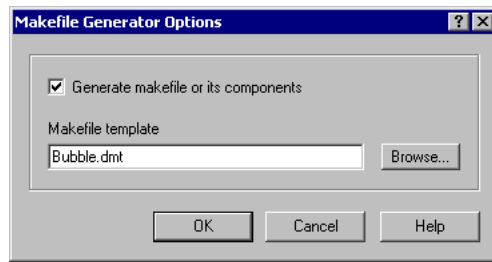 Makefile Generator Options
Generate makefile or its components
Makefile template
Bubble.dmt
Browse...
OK
Cancel
Help